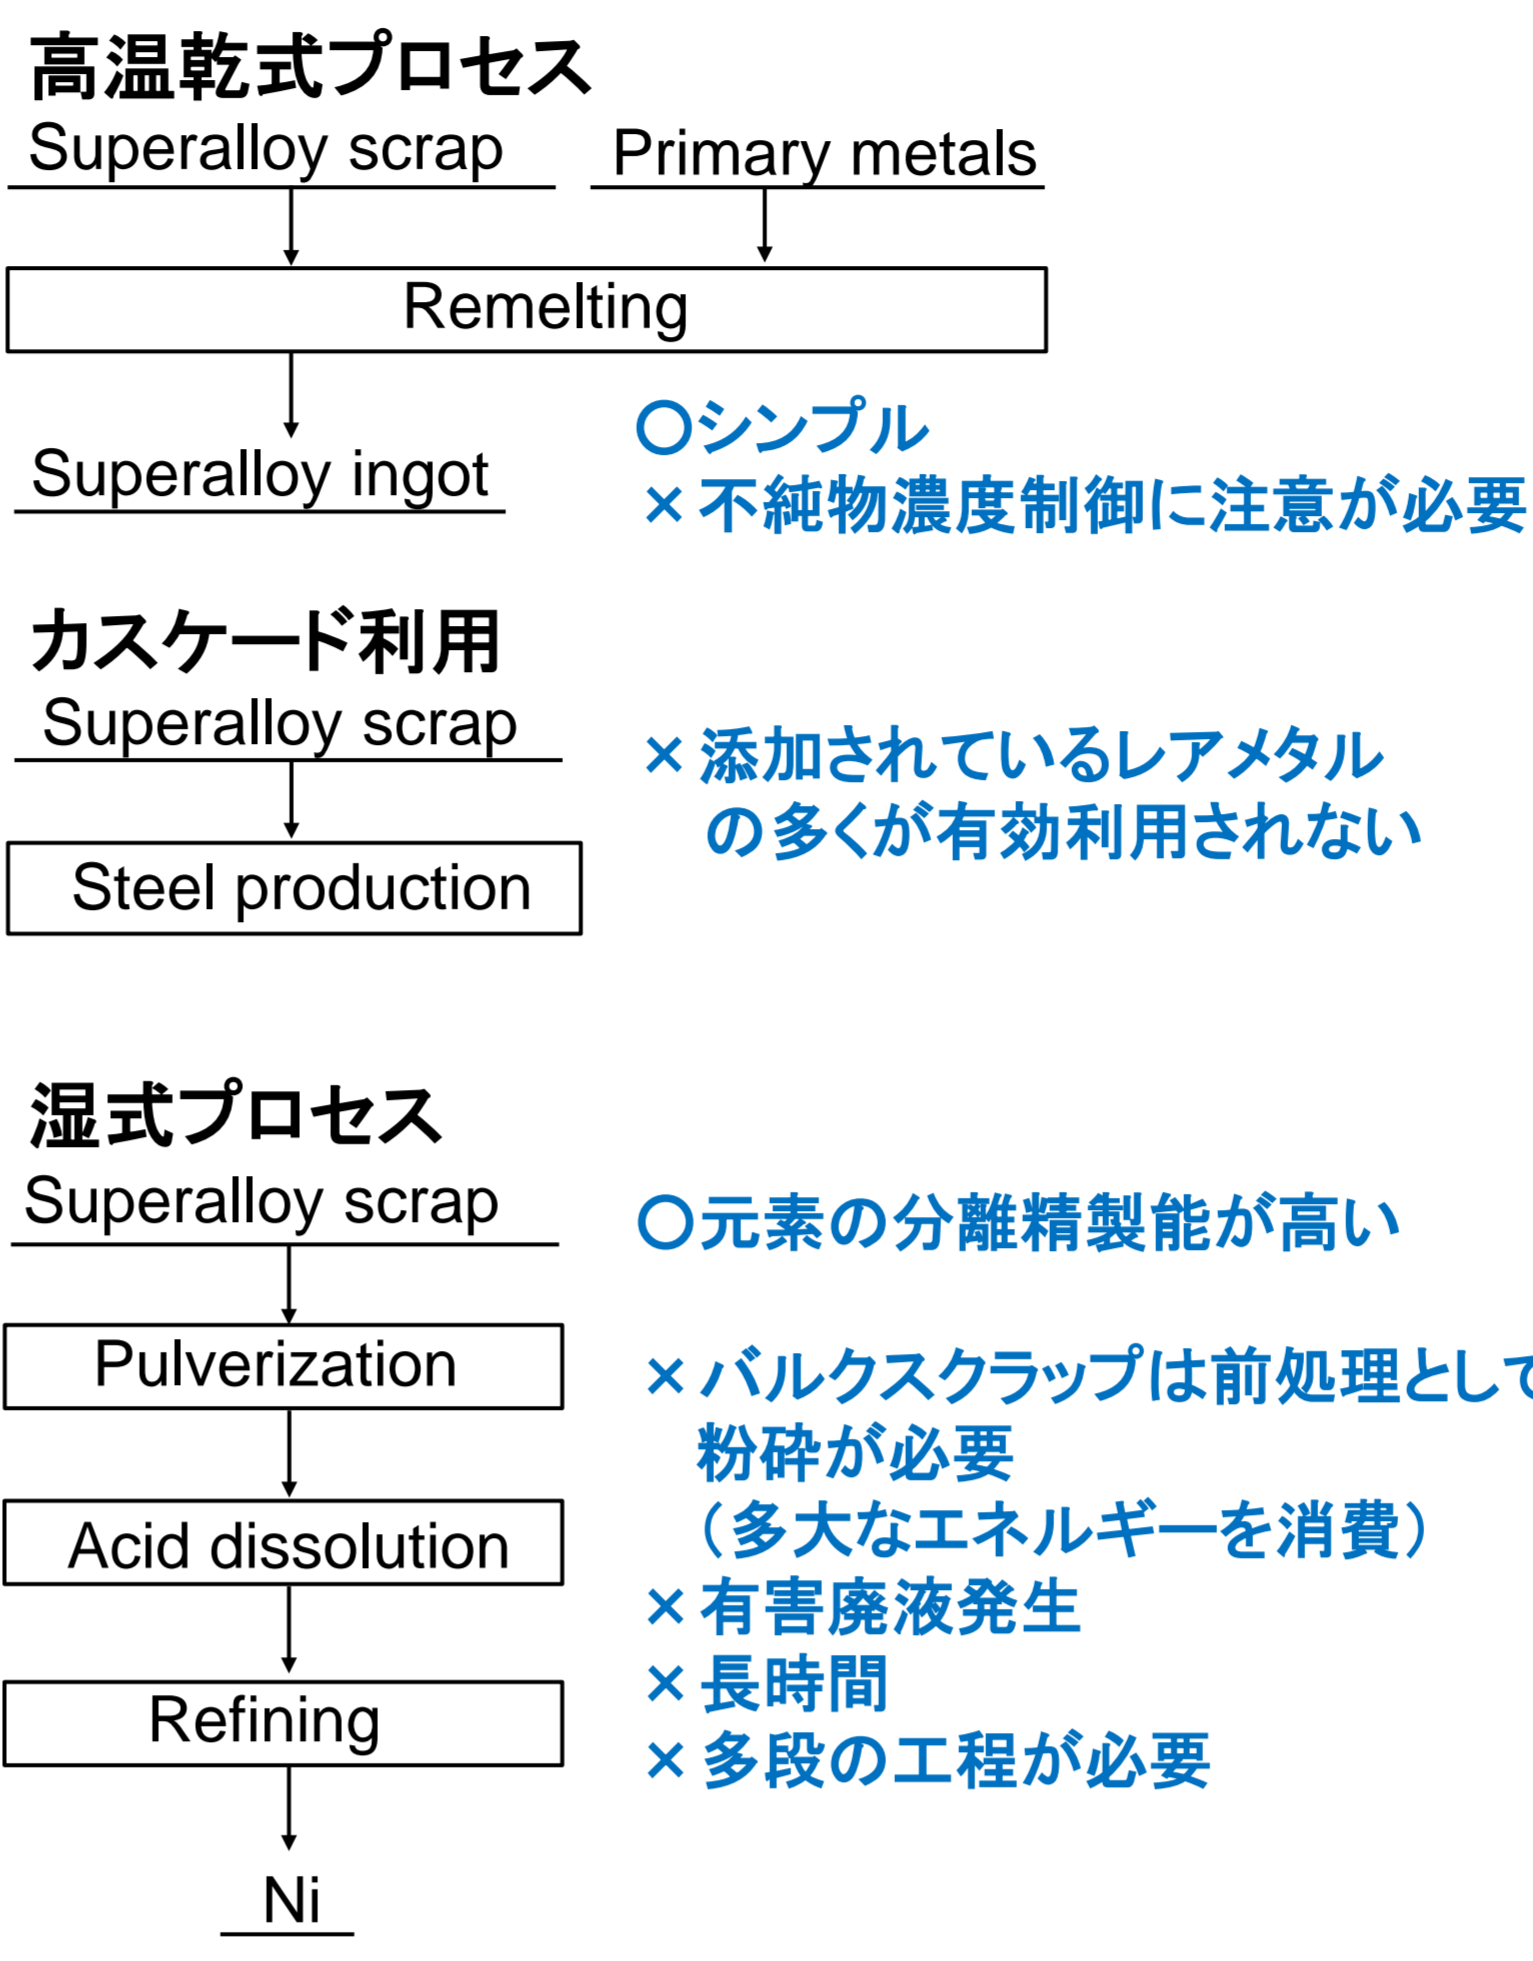 高温乾式プロセス
Superalloy scrap
Primary metals
Remelting
Superalloy ingot
○シンプル
×不純物濃度制御に注意が必要
カスケード利用
Superalloy scrap
Steel production
×添加されているレアメタル
の多くが有効利用されない
湿式プロセス
Superalloy scrap
Pulverization
Acid dissolution
Refining
Ni
○元素の分離精製能が高い
×バルクスクラップは前処理として
粉砕が必要
（多大なエネルギーを消費）
×有害廃液発生
×長時間
×多段の工程が必要